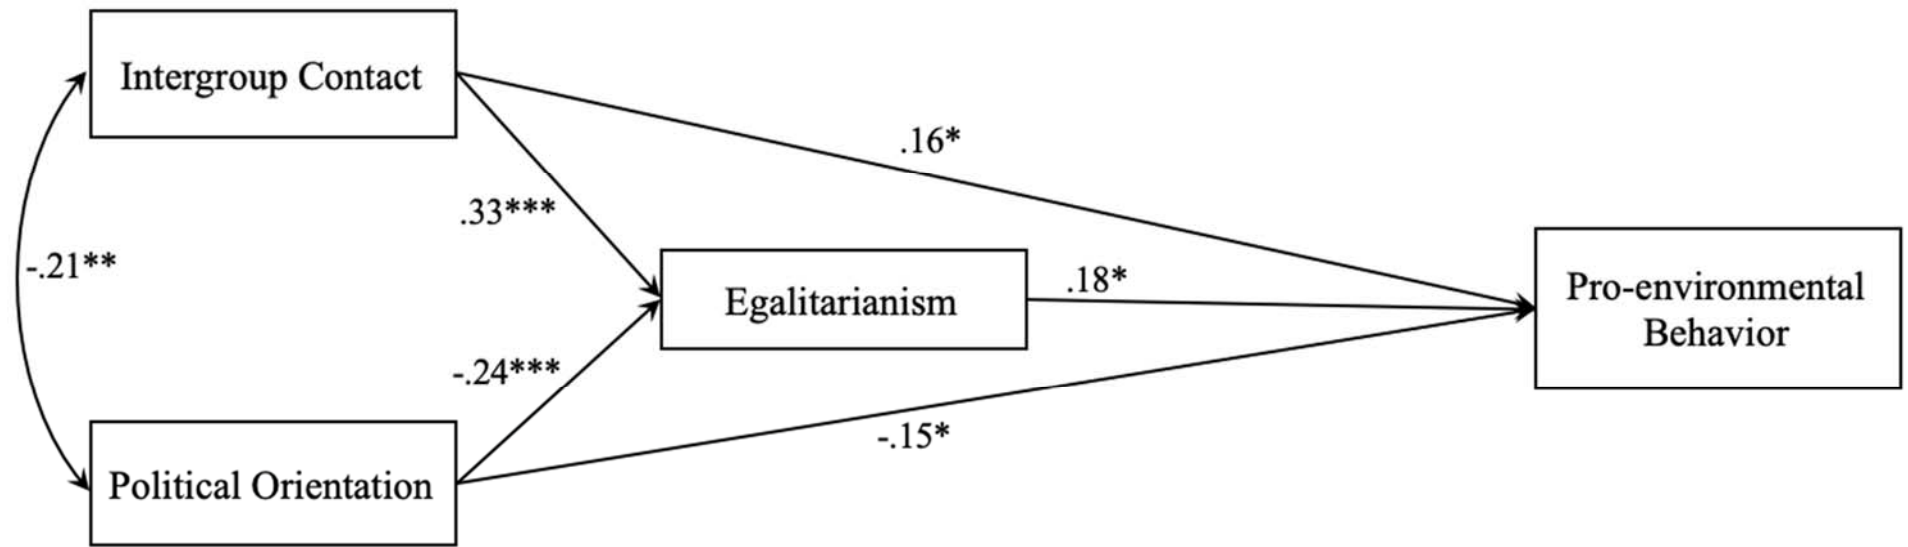 Intergroup Contact
.16*
.33***
-.21**
Egalitarianism
.18*
Pro-environmental
Behavior
-.24***
-.15*
Political Orientation